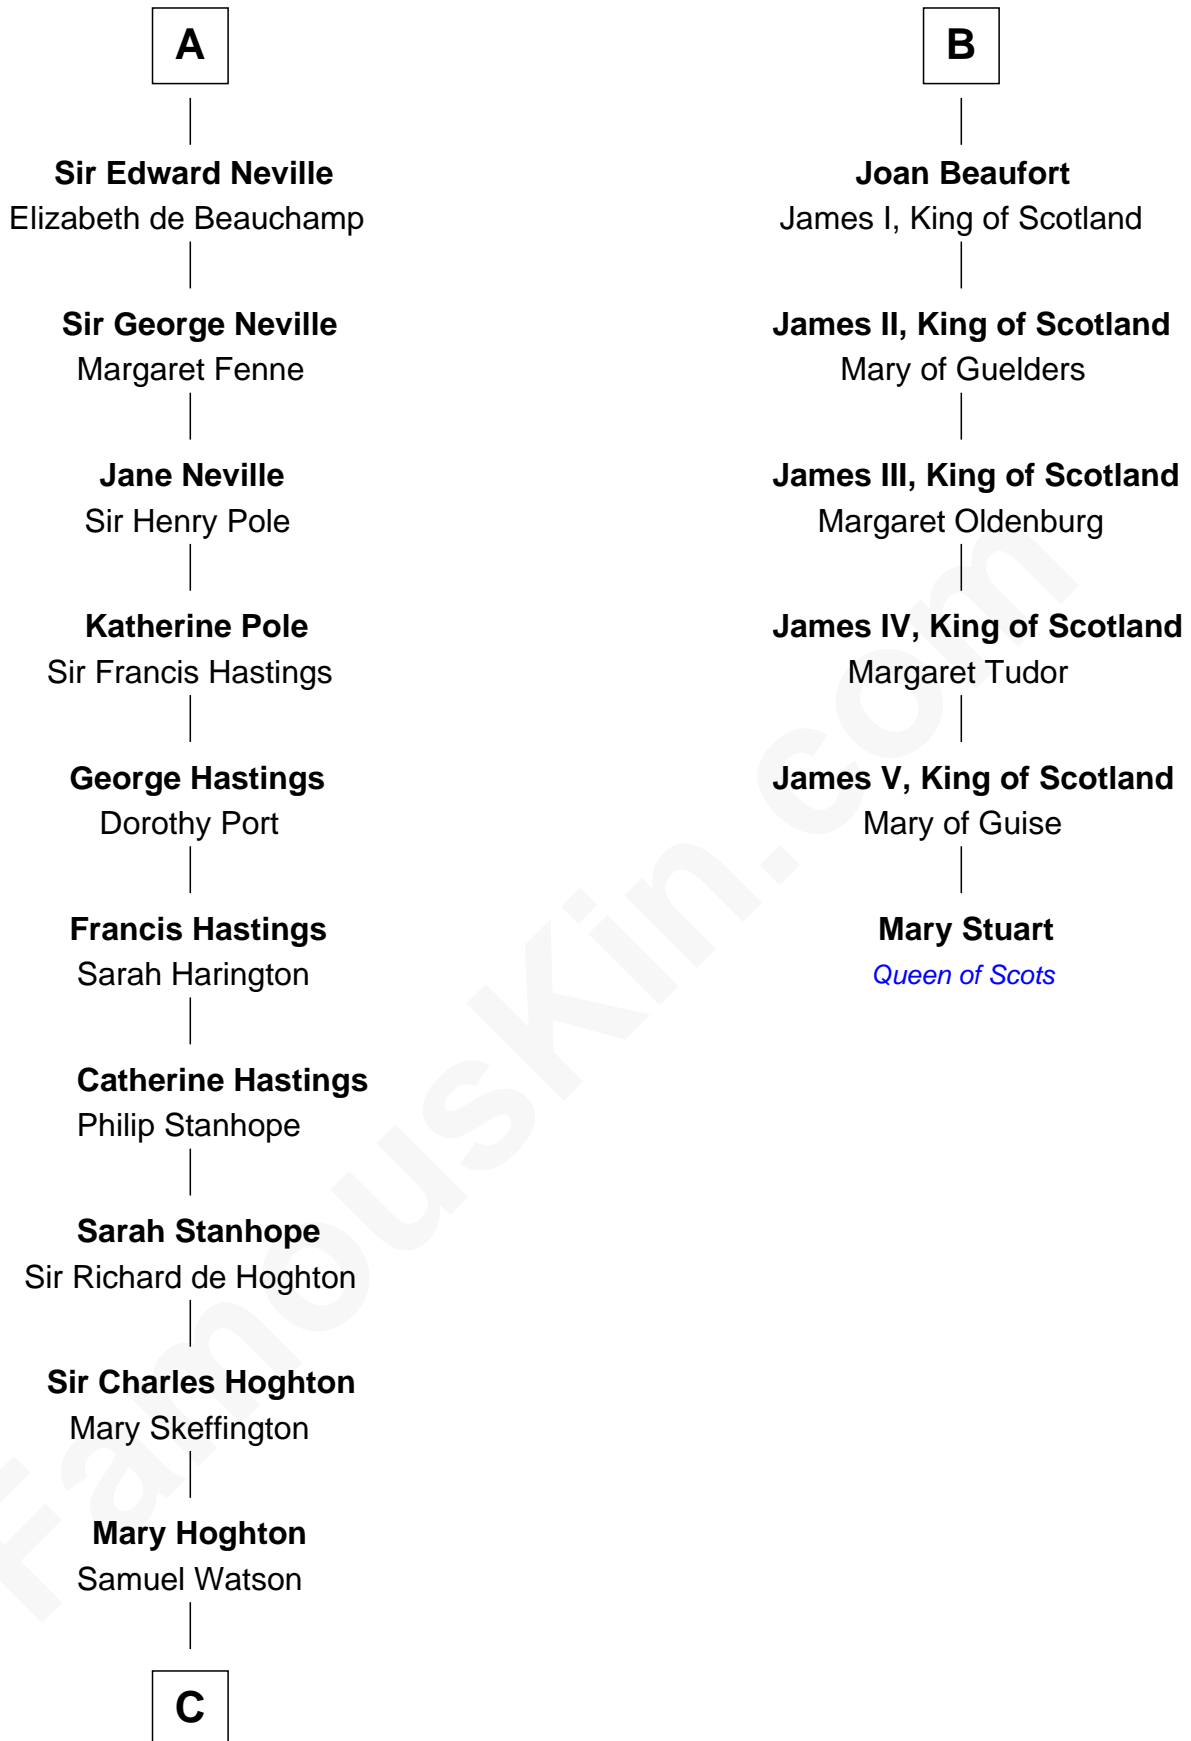 A
Sir Edward Neville
Elizabeth de Beauchamp
Sir George Neville
Margaret Fenne
Jane Neville
Sir Henry Pole
Katherine Pole
Sir Francis Hastings
George Hastings
Dorothy Port
Francis Hastings
Sarah Harington
Catherine Hastings
Philip Stanhope
Sarah Stanhope
Sir Richard de Hoghton
Sir Charles Hoghton
Mary Skeffington
Mary Hoghton
Samuel Watson
C
B
Joan Beaufort
James I, King of Scotland
James II, King of Scotland
Mary of Guelders
James III, King of Scotland
Margaret Oldenburg
James IV, King of Scotland
Margaret Tudor
James V, King of Scotland
Mary of Guise
Mary Stuart
Queen of Scots
FamousKin.com